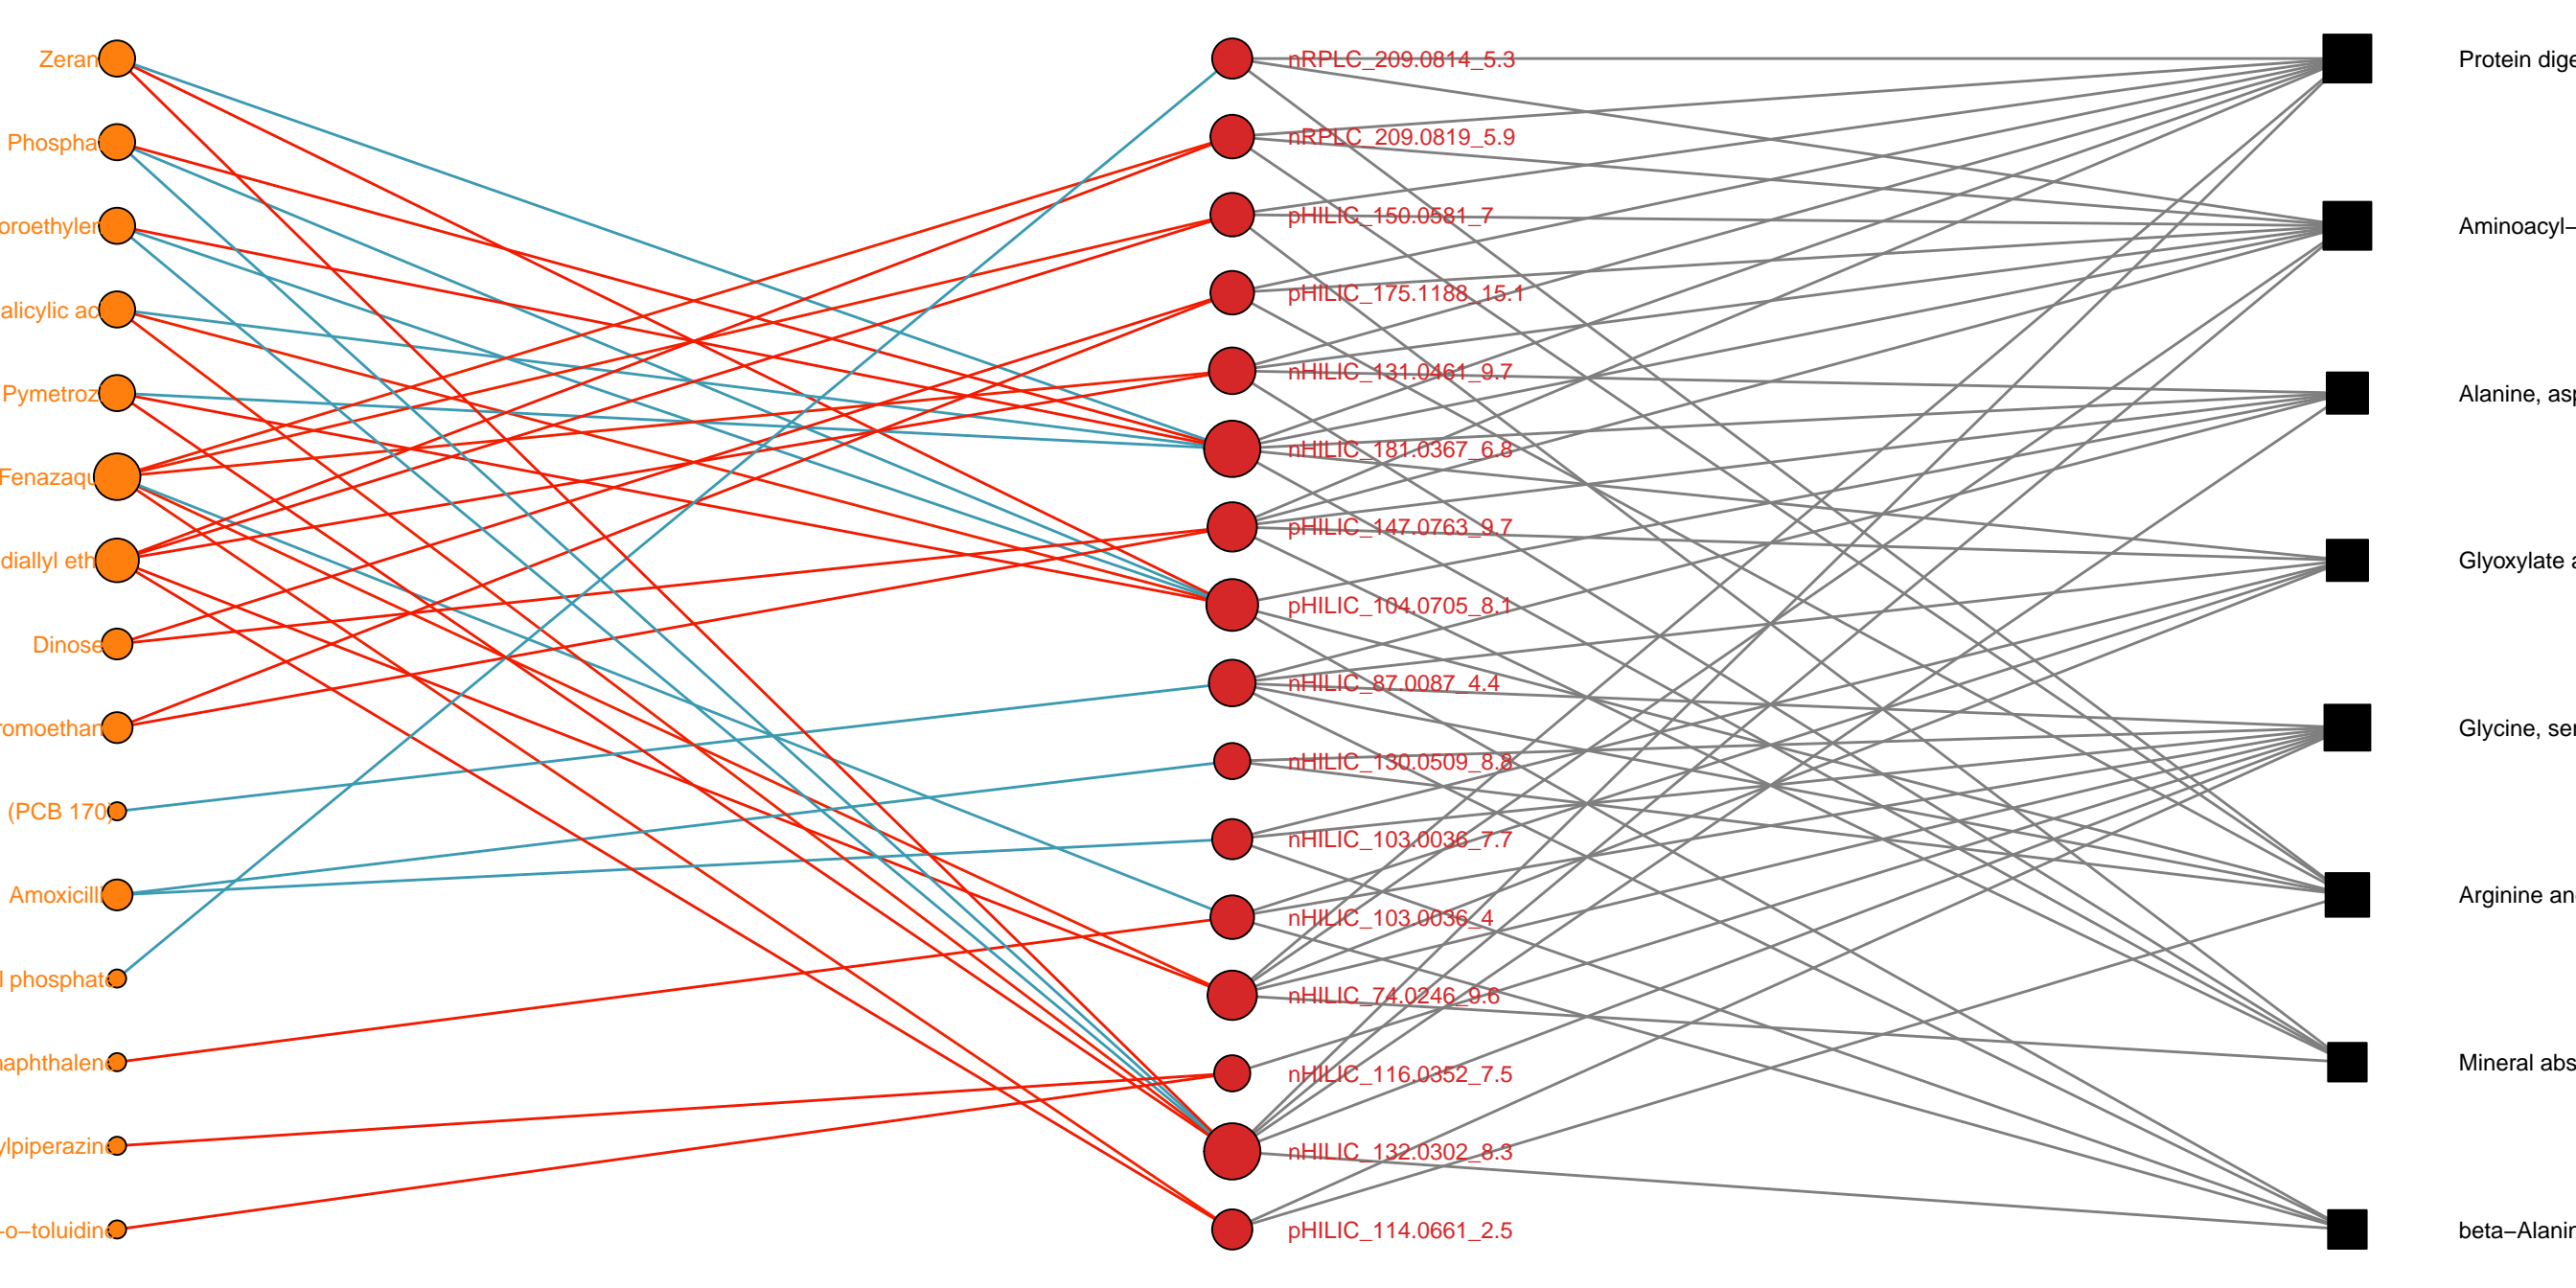 Zeran
Phospha
oroethyler
alicylic ac
Pymetroz
Fenazaqu
diallyl eth
Dinose
romoethan
(PCB 170)
Amoxicilli
l phosphate
naphthalene
ylpiperazine
-o−toluidine
nRPLC_209.0814_5.3
nRPLC_209.0819_5.9
pHILIC_150.0581_7
pHILIC_175.1188_15.1
nHILIC_131.0461_9.7
nHILIC_181.0367_6.8
pHILIC_147.0763_9.7
pHILIC_104.0705_8.1
nHILIC_87.0087_4.4
nHILIC_130.0509_8.8
nHILIC_103.0036_7.7
nHILIC_103.0036_4
nHILIC_74.0246_9.6
nHILIC_116.0352_7.5
nHILIC_132.0302_8.3
pHILIC_114.0661_2.5
Protein dige
Aminoacyl−
Alanine, asp
Glyoxylate a
Glycine, ser
Arginine an
Mineral abs
beta−Alanin